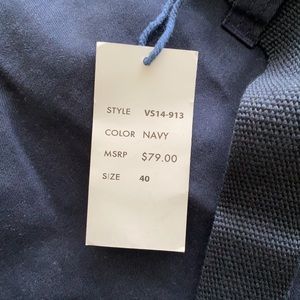 STYLE VS14-913
COLOR NAVY
MSRP $79.00
SIZE 40